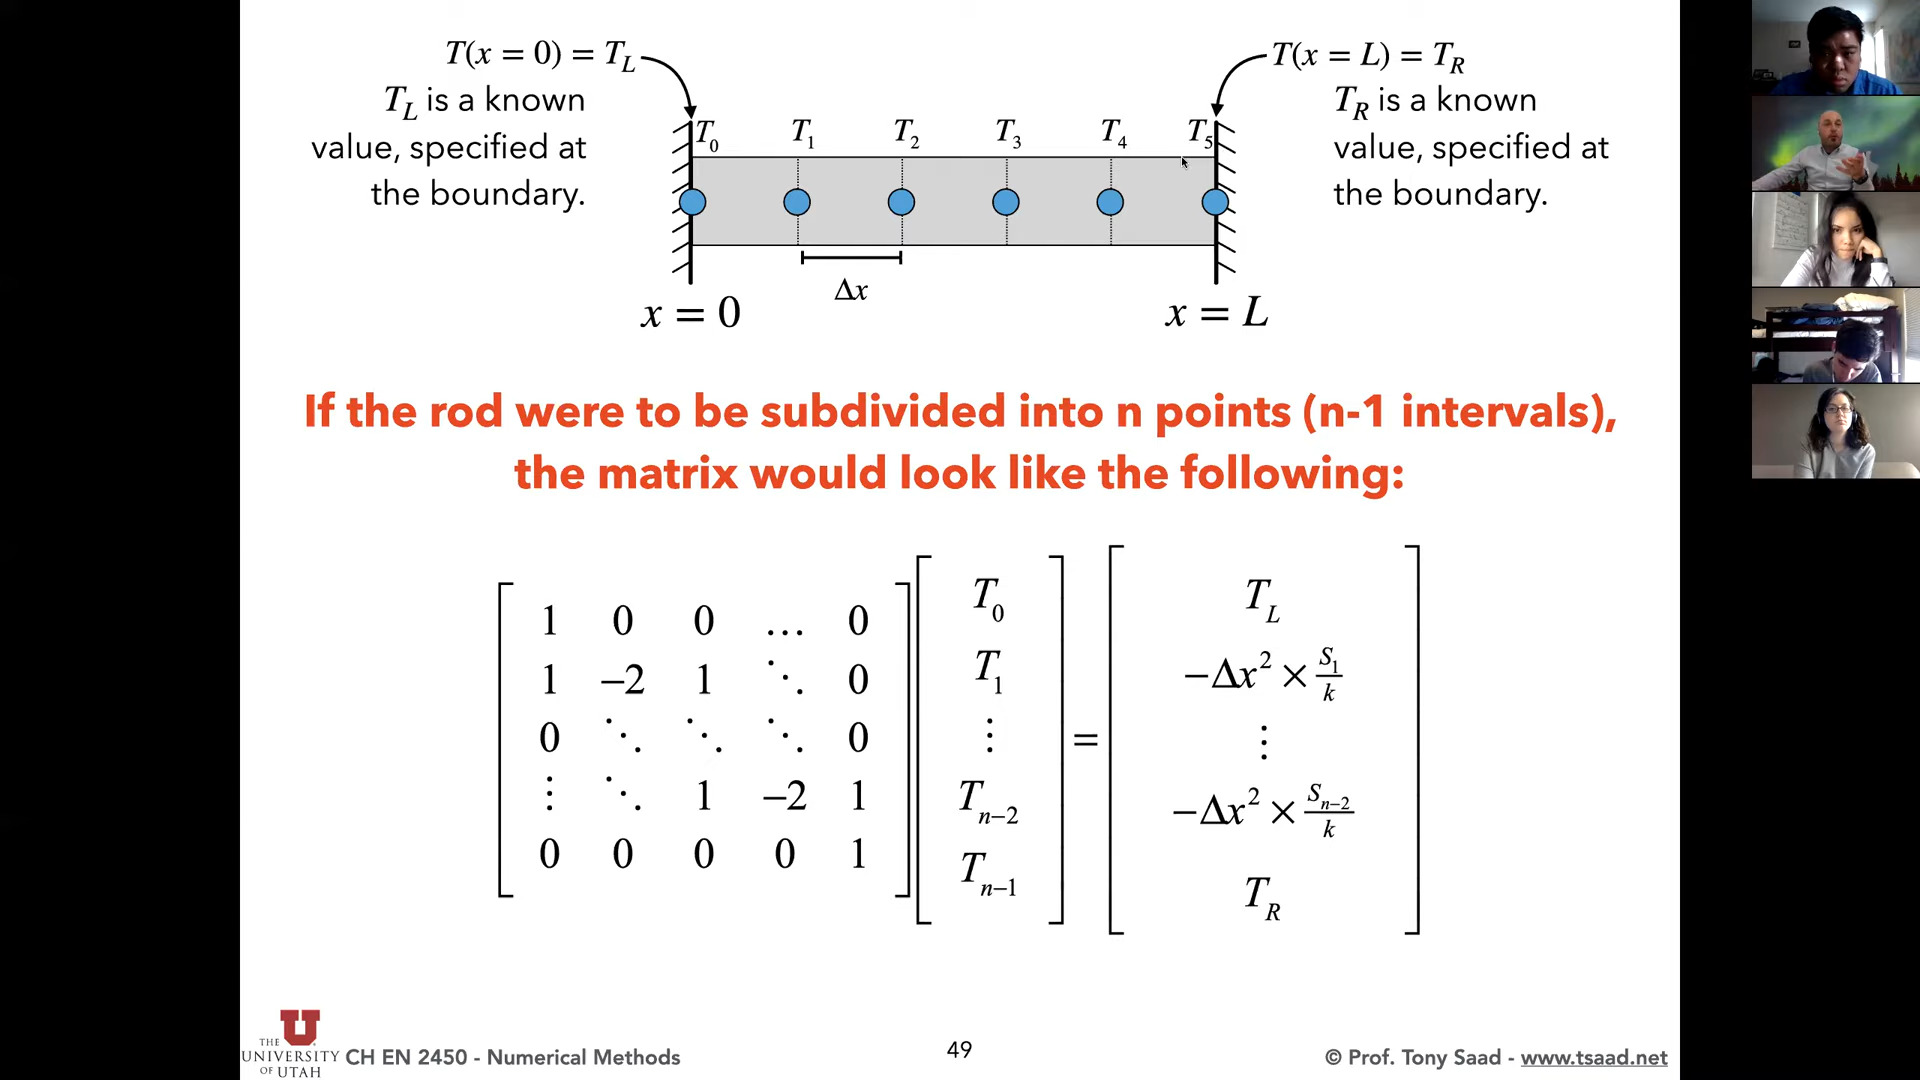 T(x = 0) = T_L
T_L is a known
value, specified at
the boundary.
T(x = L) = T_R
T_R is a known
value, specified at
the boundary.
T_0 T_1 T_2 T_3 T_4 T_5
Δx
x = 0
x = L
If the rod were to be subdivided into n points (n-1 intervals),
the matrix would look like the following:
1 0 0 … 0
1 −2 1 ⋱ 0
0 ⋱ ⋱ ⋱ 0
⋮ ⋱ 1 −2 1
0 0 0 0 1
T_0
T_1
⋮
T_{n−2}
T_{n−1}
=
T_L
−Δx² × S_1/k
⋮
−Δx² × S_{n−2}/k
T_R
THE
UNIVERSITY
OF UTAH
CH EN 2450 - Numerical Methods
49
© Prof. Tony Saad - www.tsaad.net